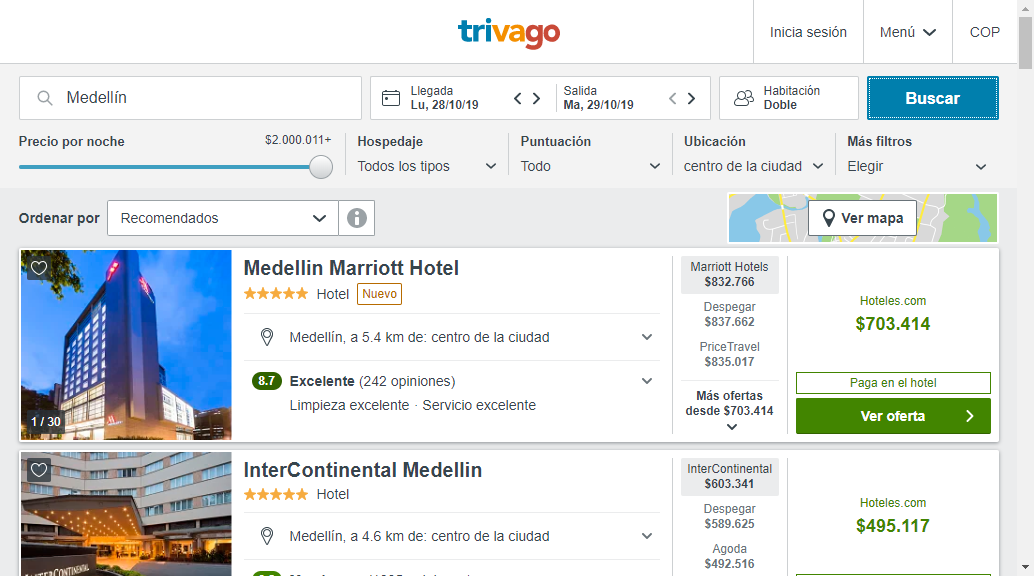 trivago
Inicia sesión
Menú
COP
Medellín
Llegada
Lu, 28/10/19
Salida
Ma, 29/10/19
Habitación
Doble
Buscar
Precio por noche
$2.000.011+
Hospedaje
Todos los tipos
Puntuación
Todo
Ubicación
centro de la ciudad
Más filtros
Elegir
Ordenar por
Recomendados
Ver mapa
1 / 30
Medellin Marriott Hotel
Hotel
Nuevo
Medellín, a 5.4 km de: centro de la ciudad
8.7 Excelente (242 opiniones)
Limpieza excelente · Servicio excelente
Marriott Hotels
$832.766
Despegar
$837.662
PriceTravel
$835.017
Más ofertas
desde $703.414
Hoteles.com
$703.414
Paga en el hotel
Ver oferta
INTERCONTINENTAL
InterContinental Medellin
Hotel
Medellín, a 4.6 km de: centro de la ciudad
InterContinental
$603.341
Despegar
$589.625
Agoda
$492.516
Hoteles.com
$495.117